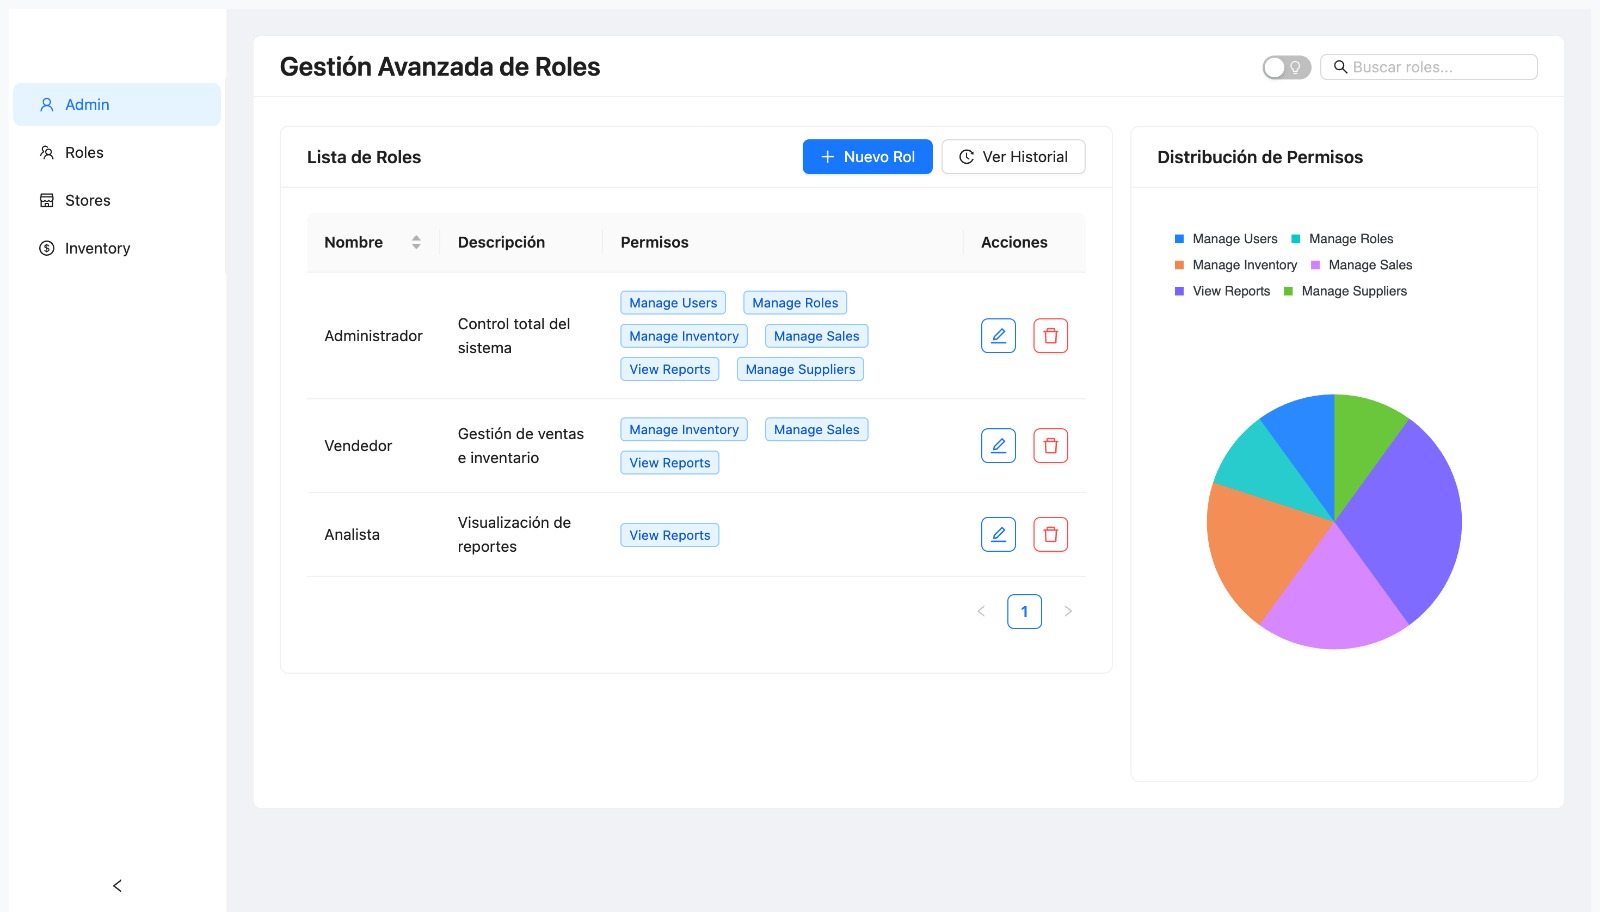 Admin
Roles
Stores
Inventory
Gestión Avanzada de Roles
Buscar roles...
Lista de Roles
Nuevo Rol
Ver Historial
Nombre Descripción Permisos Acciones
Administrador
Control total del
sistema
Manage Users Manage Roles
Manage Inventory Manage Sales
View Reports Manage Suppliers
Vendedor
Gestión de ventas
e inventario
Manage Inventory Manage Sales
View Reports
Analista
Visualización de
reportes
View Reports
1
Distribución de Permisos
Manage Users Manage Roles
Manage Inventory Manage Sales
View Reports Manage Suppliers